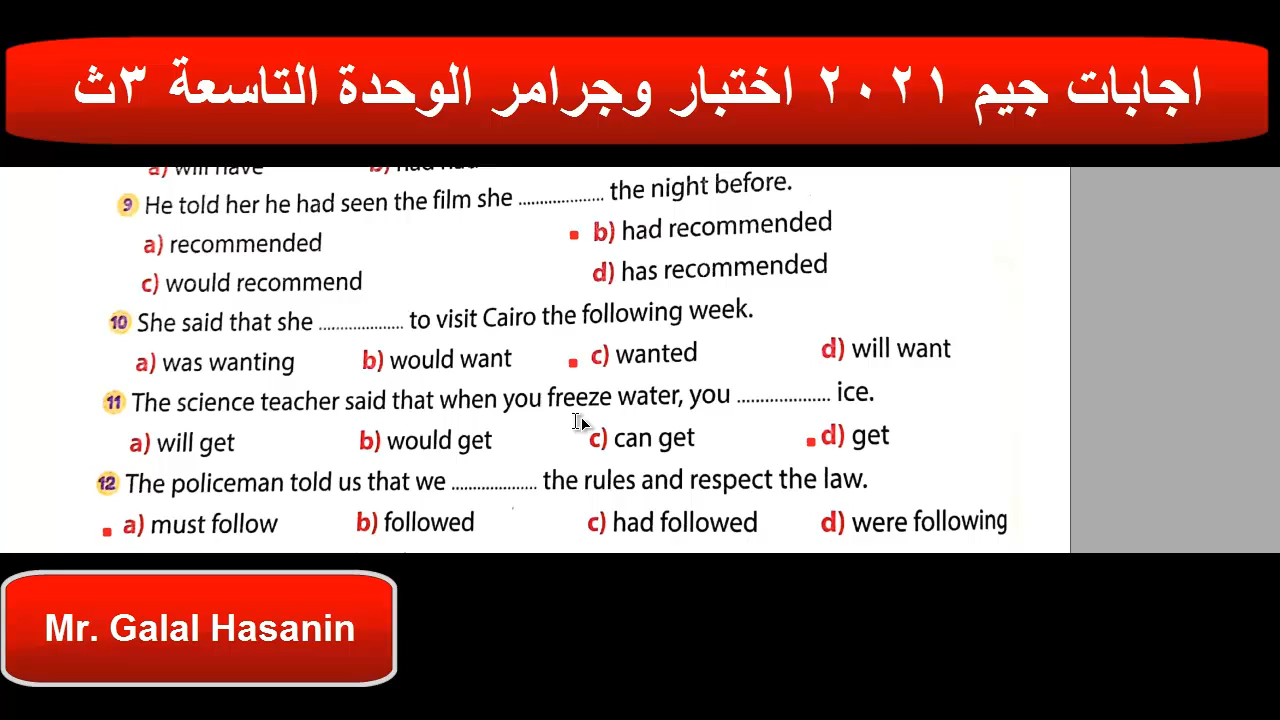 اجابات جيم ٢٠٢١ اختبار وجرامر الوحدة التاسعة ٣ث
a) will have b) had had
9 He told her he had seen the film she .................... the night before.
a) recommended b) had recommended
c) would recommend d) has recommended
10 She said that she .................... to visit Cairo the following week.
a) was wanting b) would want c) wanted d) will want
11 The science teacher said that when you freeze water, you .................... ice.
a) will get b) would get c) can get d) get
12 The policeman told us that we .................... the rules and respect the law.
a) must follow b) followed c) had followed d) were following
Mr. Galal Hasanin